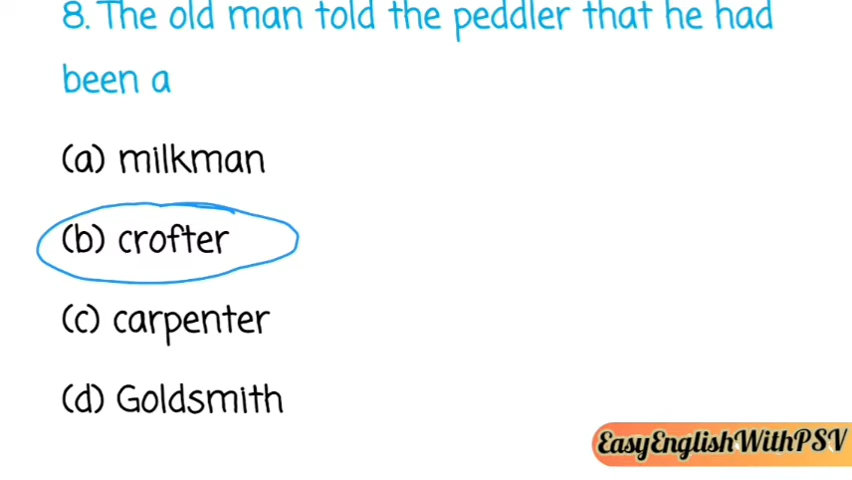 8. The old man told the peddler that he had
been a
(a) milkman
(b) crofter
(c) carpenter
(d) Goldsmith
EasyEnglishWithPSV